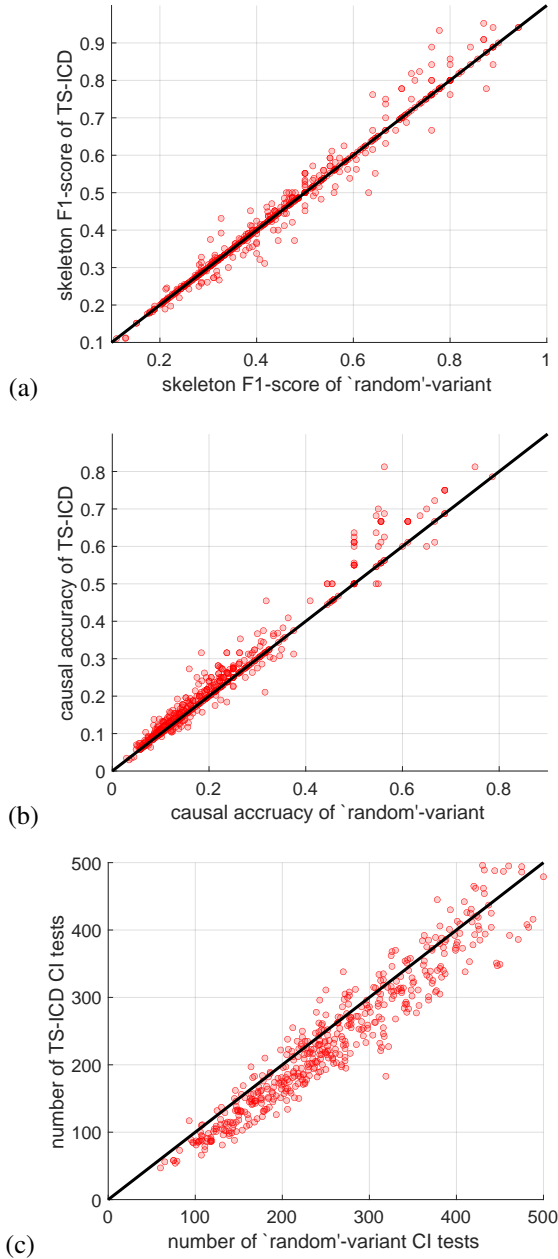 0.9
0.8
0.7
0.6
0.5
0.4
0.3
0.2
0.1
skeleton F1-score of TS-ICD
0.2 0.4 0.6 0.8 1
skeleton F1-score of `random'-variant
(a)
0.8
0.7
0.6
0.5
0.4
0.3
0.2
0.1
0
causal accuracy of TS-ICD
0 0.2 0.4 0.6 0.8
causal accruacy of `random'-variant
(b)
500
400
300
200
100
0
number of TS-ICD CI tests
0 100 200 300 400 500
number of `random'-variant CI tests
(c)